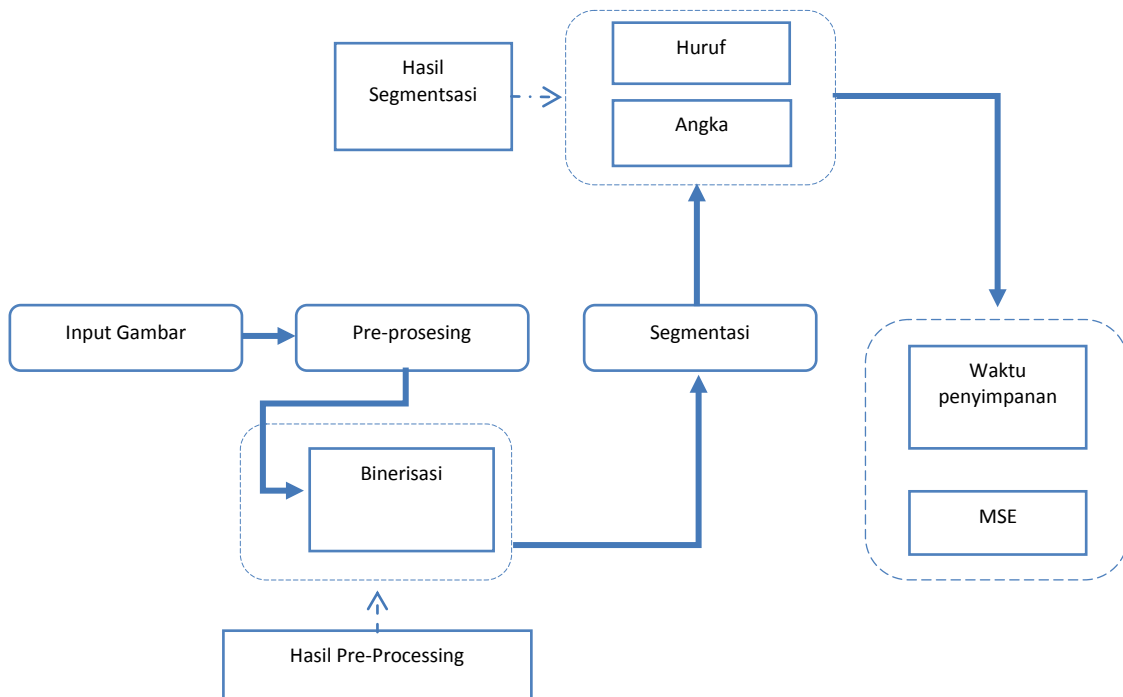 Huruf
Hasil
Segmentsasi
Angka
Input Gambar
Pre-prosesing
Segmentasi
Waktu
penyimpanan
Binerisasi
MSE
Hasil Pre-Processing